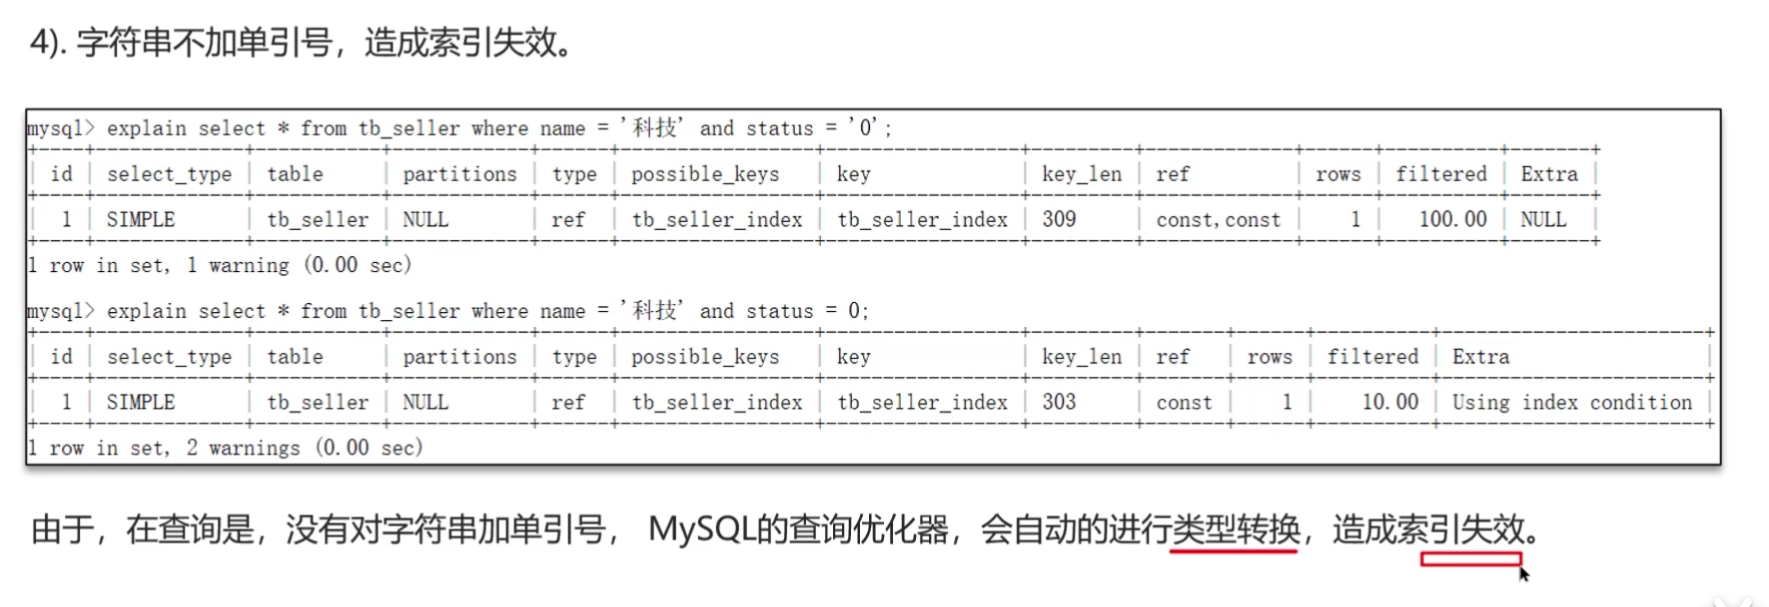 4). 字符串不加单引号，造成索引失效。
mysql> explain select * from tb_seller where name = '科技' and status = '0';
| id | select_type | table | partitions | type | possible_keys | key | key_len | ref | rows | filtered | Extra |
| 1 | SIMPLE | tb_seller | NULL | ref | tb_seller_index | tb_seller_index | 309 | const,const | 1 | 100.00 | NULL |
1 row in set, 1 warning (0.00 sec)
mysql> explain select * from tb_seller where name = '科技' and status = 0;
| id | select_type | table | partitions | type | possible_keys | key | key_len | ref | rows | filtered | Extra |
| 1 | SIMPLE | tb_seller | NULL | ref | tb_seller_index | tb_seller_index | 303 | const | 1 | 10.00 | Using index condition |
1 row in set, 2 warnings (0.00 sec)
由于，在查询是，没有对字符串加单引号， MySQL的查询优化器，会自动的进行类型转换，造成索引失效。